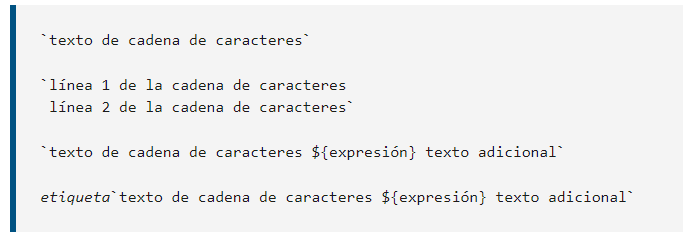 `texto de cadena de caracteres`
`línea 1 de la cadena de caracteres
línea 2 de la cadena de caracteres`
`texto de cadena de caracteres ${expresión} texto adicional`
etiqueta`texto de cadena de caracteres ${expresión} texto adicional`